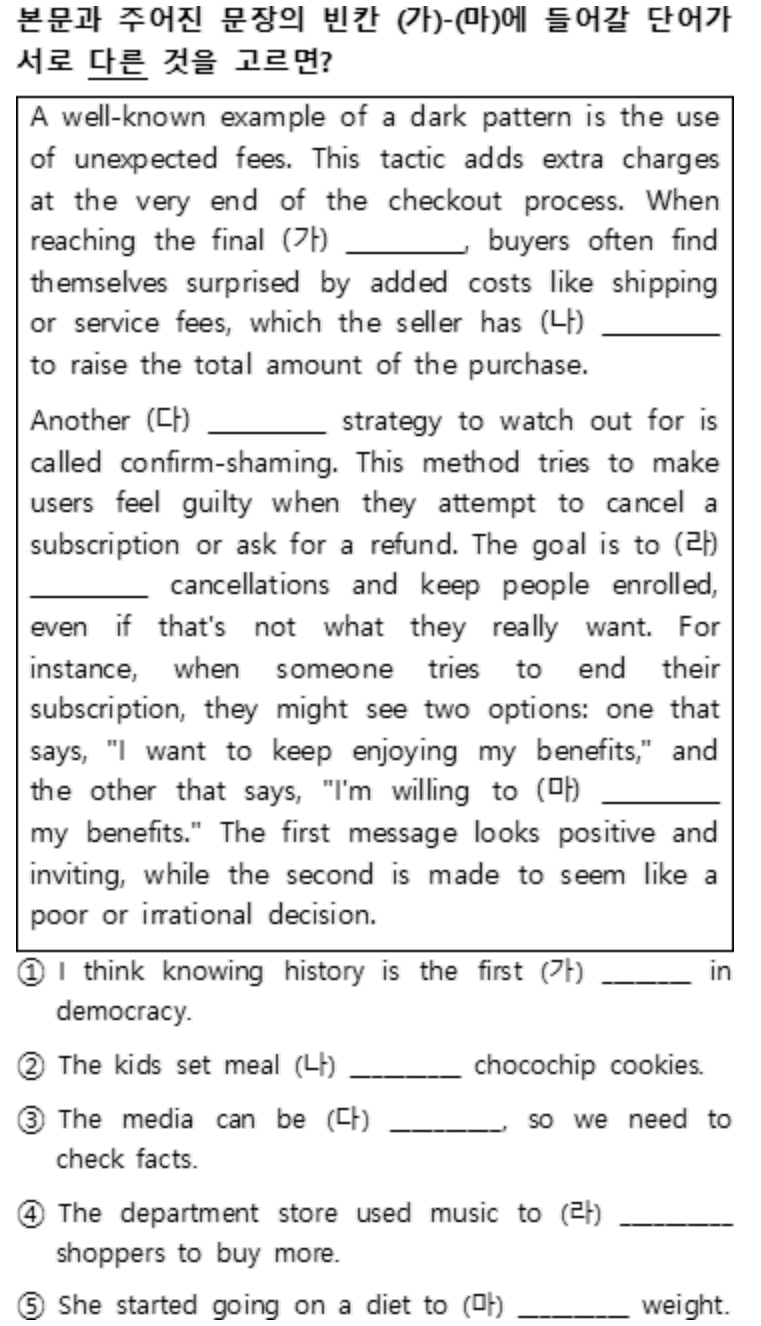 본문과 주어진 문장의 빈칸 (가)-(마)에 들어갈 단어가
서로 다른 것을 고르면?
A well-known example of a dark pattern is the use
of unexpected fees. This tactic adds extra charges
at the very end of the checkout process. When
reaching the final (가) ________, buyers often find
themselves surprised by added costs like shipping
or service fees, which the seller has (나) ________
to raise the total amount of the purchase.
Another (다) ________ strategy to watch out for is
called confirm-shaming. This method tries to make
users feel guilty when they attempt to cancel a
subscription or ask for a refund. The goal is to (라)
________ cancellations and keep people enrolled,
even if that's not what they really want. For
instance, when someone tries to end their
subscription, they might see two options: one that
says, "I want to keep enjoying my benefits," and
the other that says, "I'm willing to (마) ________
my benefits." The first message looks positive and
inviting, while the second is made to seem like a
poor or irrational decision.
① I think knowing history is the first (가) ______ in
democracy.
② The kids set meal (나) ________ chocochip cookies.
③ The media can be (다) ________, so we need to
check facts.
④ The department store used music to (라) ________
shoppers to buy more.
⑤ She started going on a diet to (마) ________ weight.